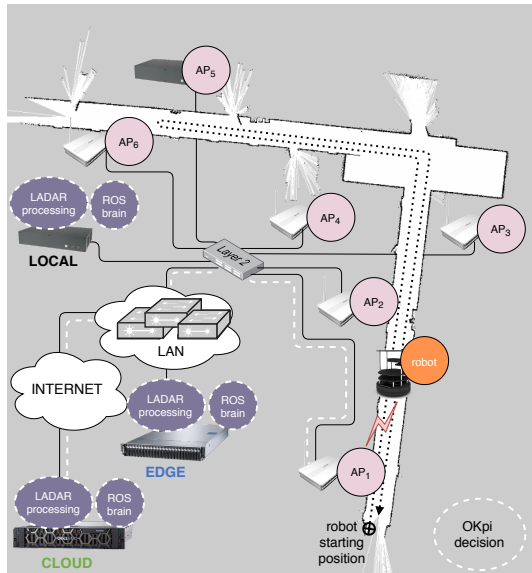 AP5
AP6
LADAR
processing
ROS
brain
AP4
AP3
LOCAL
Layer 2
AP2
LAN
robot
INTERNET
LADAR
processing
ROS
brain
EDGE
AP1
LADAR
processing
ROS
brain
robot
starting
position
OKpi
decision
CLOUD